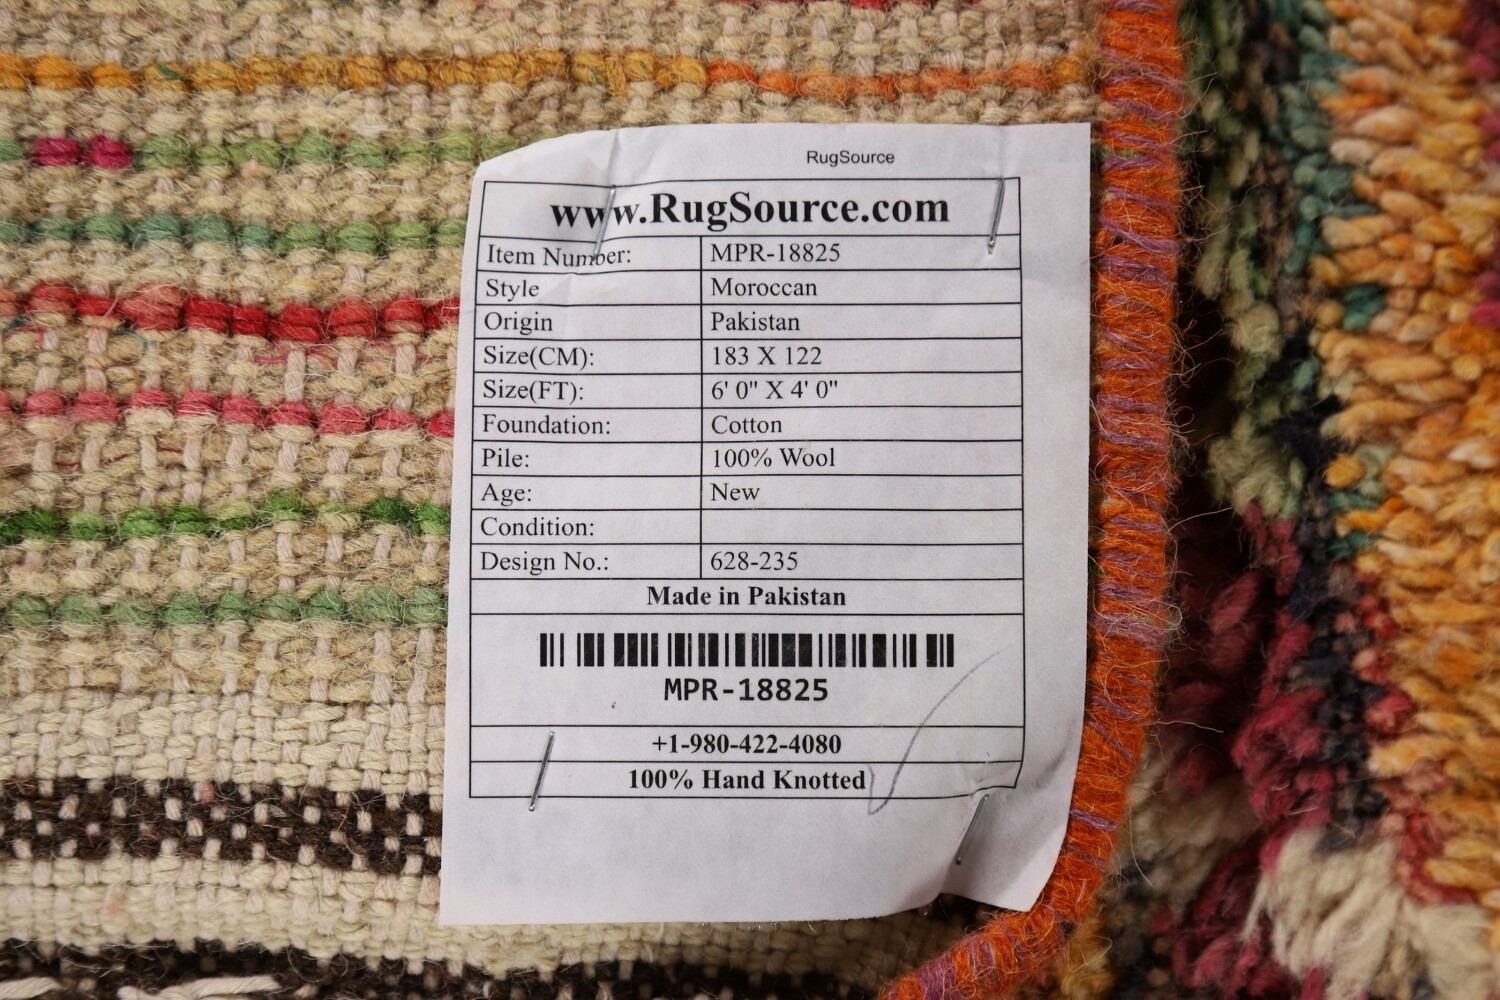 RugSource
www.RugSource.com
Item Number: MPR-18825
Style Moroccan
Origin Pakistan
Size(CM): 183 X 122
Size(FT): 6' 0" X 4' 0"
Foundation: Cotton
Pile: 100% Wool
Age: New
Condition:
Design No.: 628-235
Made in Pakistan
MPR-18825
+1-980-422-4080
100% Hand Knotted